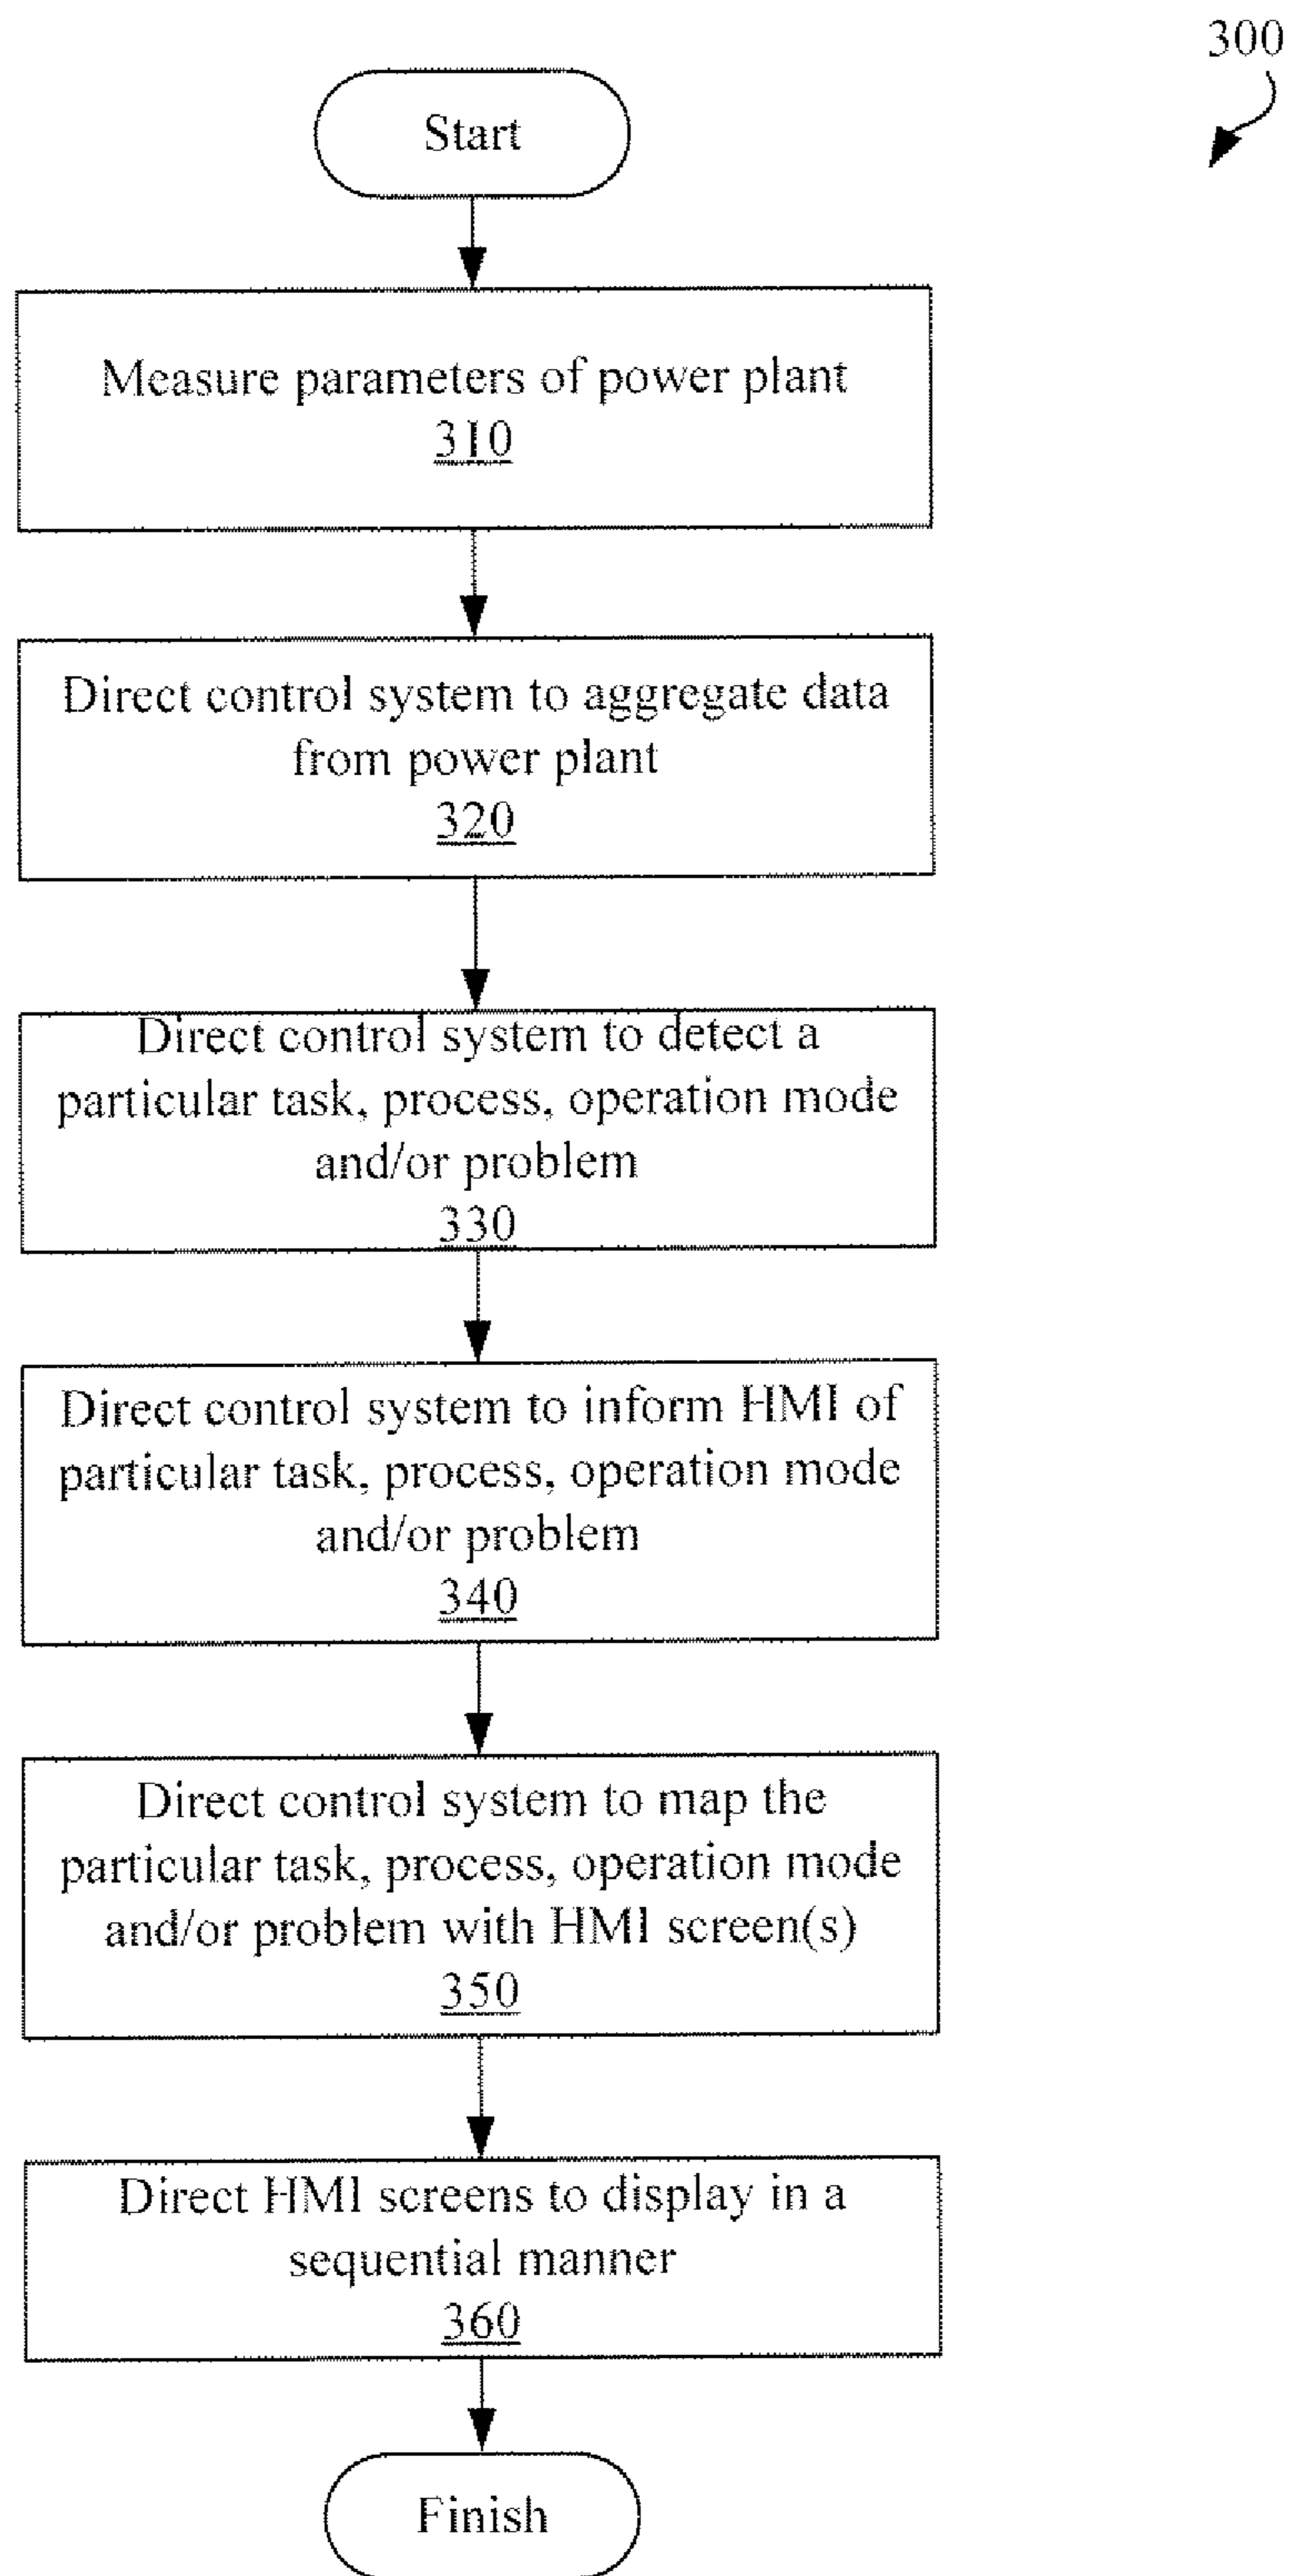 300
Start
Measure parameters of power plant
310
Direct control system to aggregate data
from power plant
320
Direct control system to detect a
particular task, process, operation mode
and/or problem
330
Direct control system to inform HMI of
particular task, process, operation mode
and/or problem
340
Direct control system to map the
particular task, process, operation mode
and/or problem with HMI screen(s)
350
Direct HMI screens to display in a
sequential manner
360
Finish